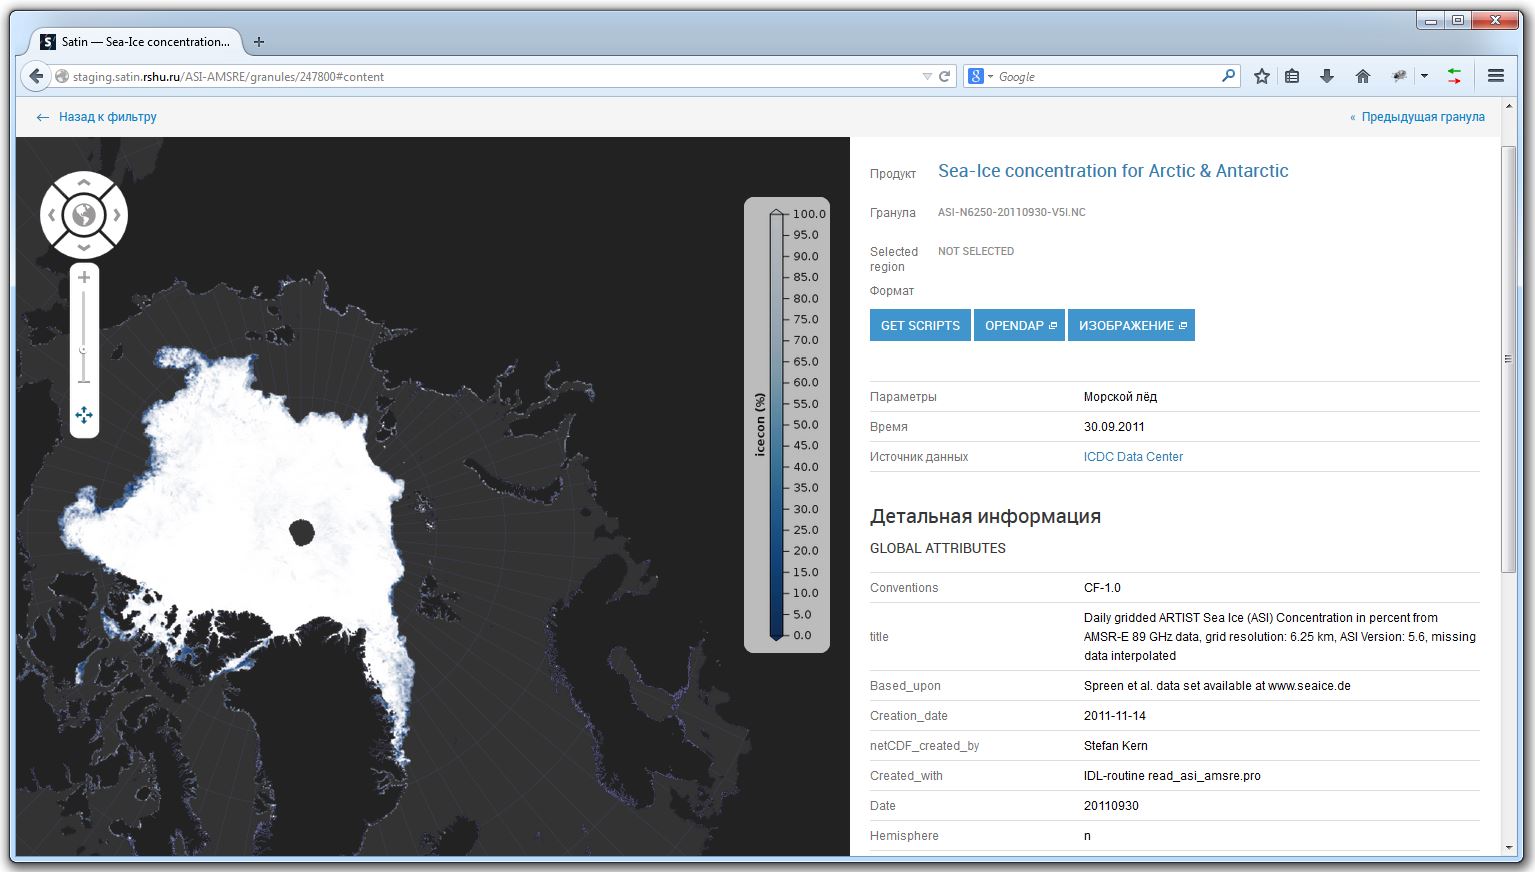 Satin — Sea-Ice concentration...
staging.satin.rshu.ru/ASI-AMSRE/granules/247800#content
Google
← Назад к фильтру
« Предыдущая гранула
100.0
95.0
90.0
85.0
80.0
75.0
70.0
65.0
60.0
55.0
50.0
45.0
40.0
35.0
30.0
25.0
20.0
15.0
10.0
5.0
0.0
icecon (%)
Продукт Sea-Ice concentration for Arctic & Antarctic
Гранула ASI-N6250-20110930-V5I.NC
Selected region NOT SELECTED
Формат
GET SCRIPTS OPENDAP ИЗОБРАЖЕНИЕ
Параметры Морской лёд
Время 30.09.2011
Источник данных ICDC Data Center
Детальная информация
GLOBAL ATTRIBUTES
Conventions CF-1.0
title Daily gridded ARTIST Sea Ice (ASI) Concentration in percent from
AMSR-E 89 GHz data, grid resolution: 6.25 km, ASI Version: 5.6, missing
data interpolated
Based_upon Spreen et al. data set available at www.seaice.de
Creation_date 2011-11-14
netCDF_created_by Stefan Kern
Created_with IDL-routine read_asi_amsre.pro
Date 20110930
Hemisphere n